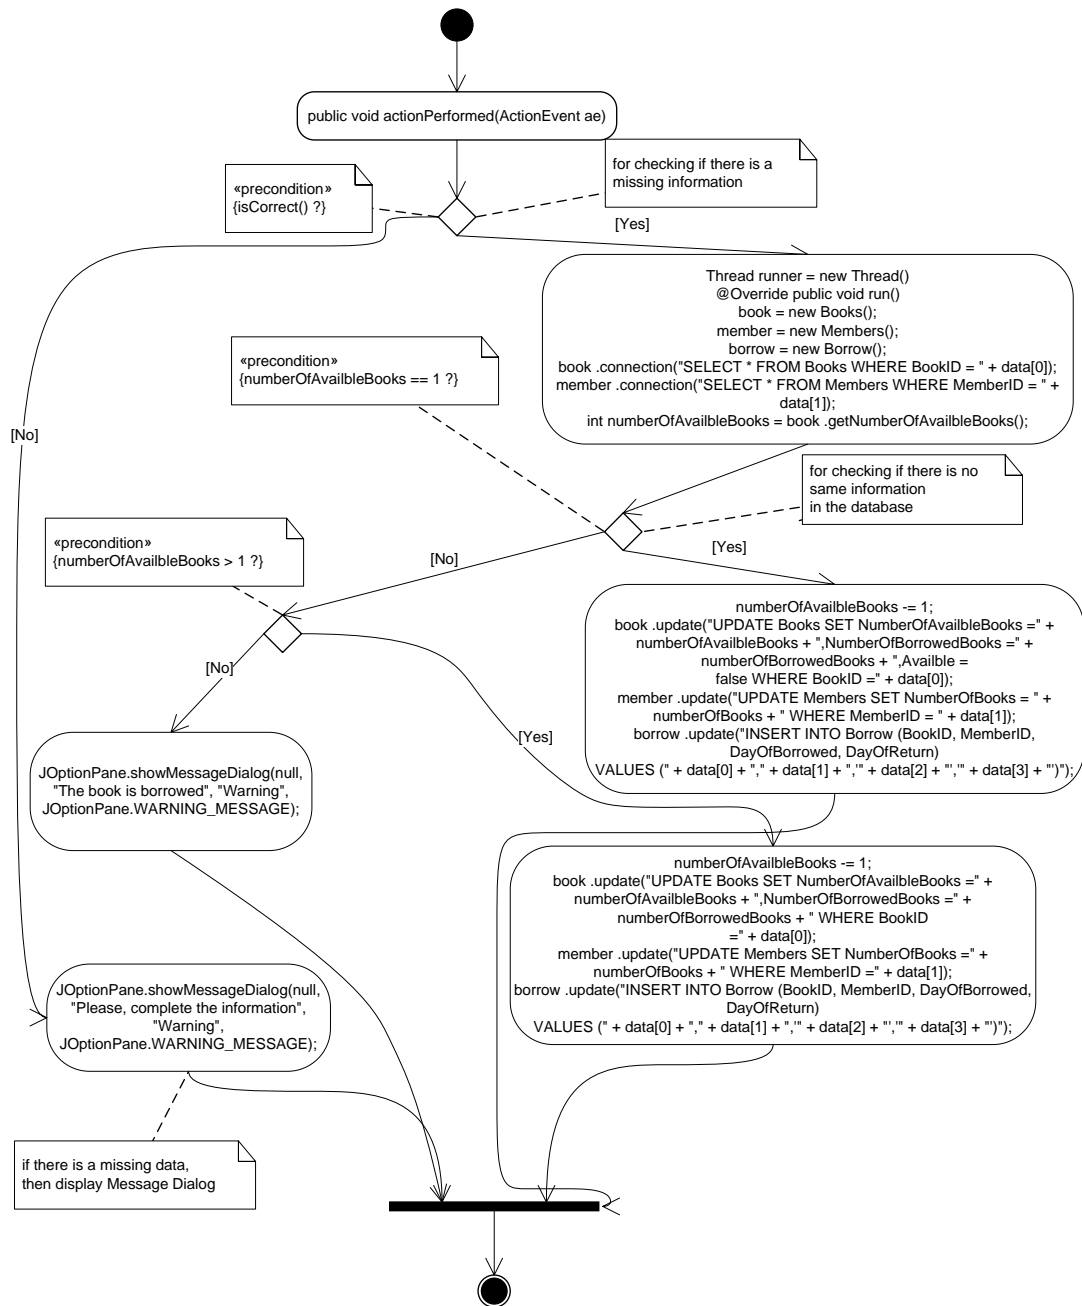 public void actionPerformed(ActionEvent ae)
for checking if there is a
missing information
«precondition»
{isCorrect() ?}
[Yes]
Thread runner = new Thread()
@Override public void run()
book = new Books();
member = new Members();
borrow = new Borrow();
book .connection("SELECT * FROM Books WHERE BookID = " + data[0]);
member .connection("SELECT * FROM Members WHERE MemberID = " +
data[1]);
int numberOfAvailbleBooks = book .getNumberOfAvailbleBooks();
«precondition»
{numberOfAvailbleBooks == 1 ?}
[No]
for checking if there is no
same information
in the database
«precondition»
{numberOfAvailbleBooks > 1 ?}
[No]
[Yes]
numberOfAvailbleBooks -= 1;
book .update("UPDATE Books SET NumberOfAvailbleBooks =" +
numberOfAvailbleBooks + ",NumberOfBorrowedBooks =" +
numberOfBorrowedBooks + ",Availble =
false WHERE BookID =" + data[0]);
member .update("UPDATE Members SET NumberOfBooks = " +
numberOfBooks + " WHERE MemberID = " + data[1]);
borrow .update("INSERT INTO Borrow (BookID, MemberID,
DayOfBorrowed, DayOfReturn)
VALUES (" + data[0] + "," + data[1] + ",'" + data[2] + "','" + data[3] + "')");
[No]
[Yes]
JOptionPane.showMessageDialog(null,
"The book is borrowed", "Warning",
JOptionPane.WARNING_MESSAGE);
numberOfAvailbleBooks -= 1;
book .update("UPDATE Books SET NumberOfAvailbleBooks =" +
numberOfAvailbleBooks + ",NumberOfBorrowedBooks =" +
numberOfBorrowedBooks + " WHERE BookID
=" + data[0]);
member .update("UPDATE Members SET NumberOfBooks =" +
numberOfBooks + " WHERE MemberID =" + data[1]);
borrow .update("INSERT INTO Borrow (BookID, MemberID, DayOfBorrowed,
DayOfReturn)
VALUES (" + data[0] + "," + data[1] + ",'" + data[2] + "','" + data[3] + "')");
JOptionPane.showMessageDialog(null,
"Please, complete the information",
"Warning",
JOptionPane.WARNING_MESSAGE);
if there is a missing data,
then display Message Dialog